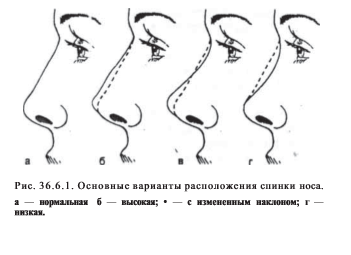 а б в г
Рис. 36.6.1. Основные варианты расположения спинки носа.
а — нормальная б — высокая; • — с измененным наклоном; г —
низкая.